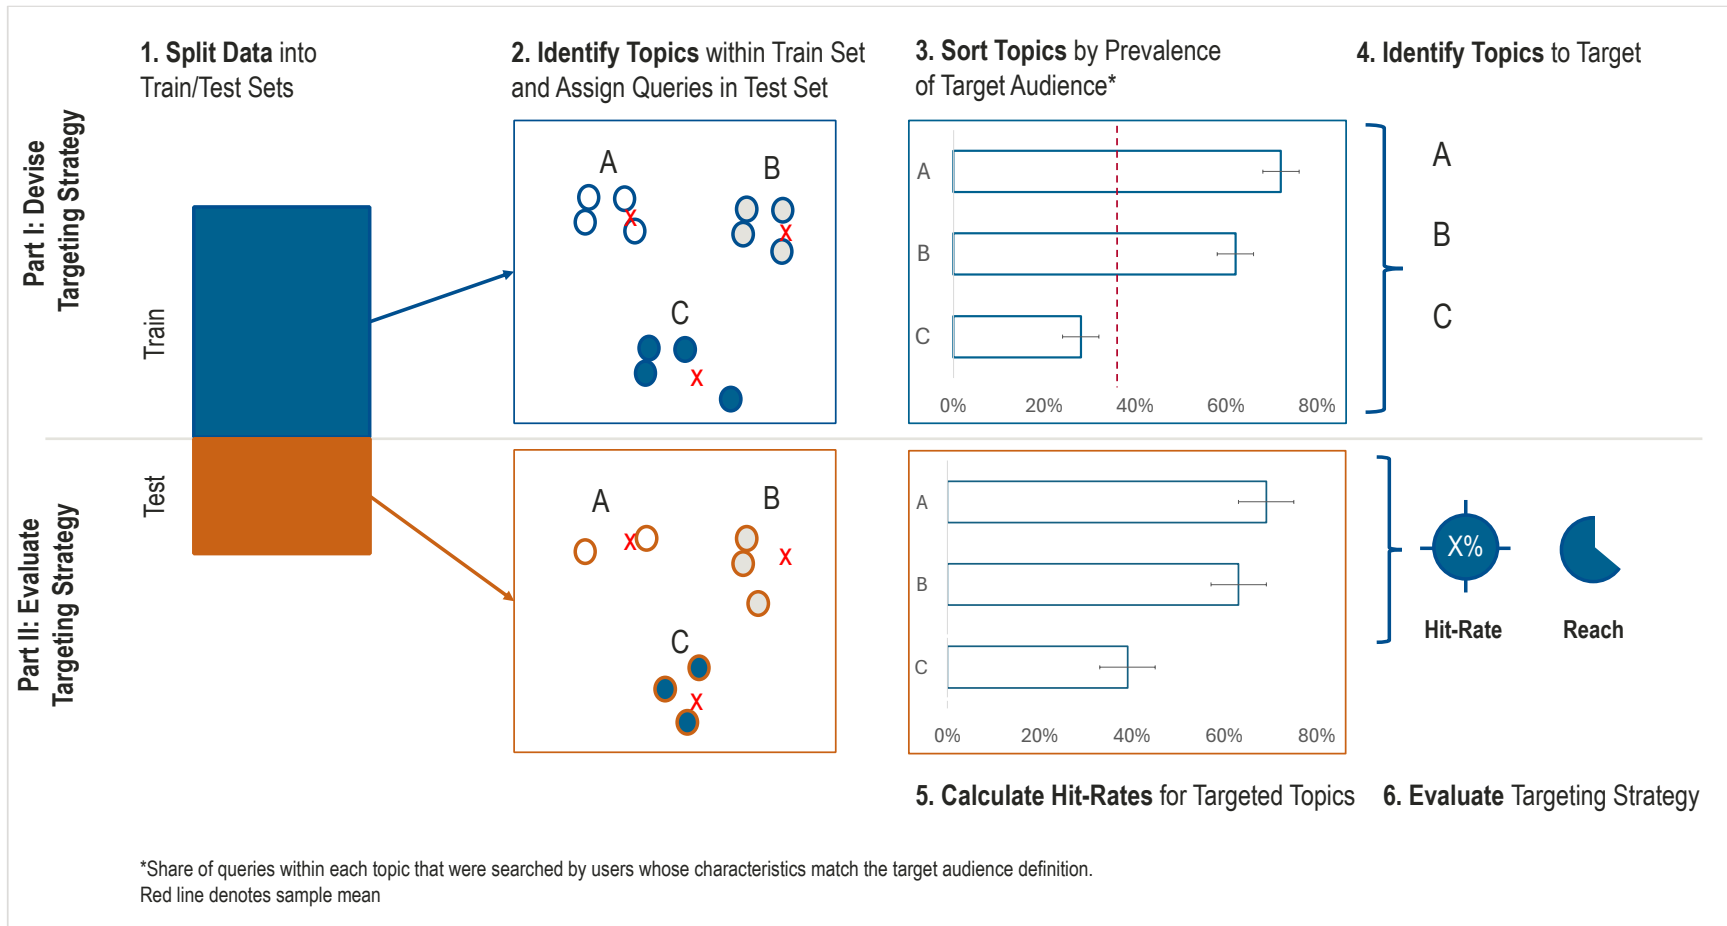 1. Split Data into
Train/Test Sets
2. Identify Topics within Train Set
and Assign Queries in Test Set
3. Sort Topics by Prevalence
of Target Audience*
4. Identify Topics to Target
Part I: Devise
Targeting Strategy
Train
A
B
C
X
X
X
A
B
C
0% 20% 40% 60% 80%
A
B
C
Part II: Evaluate
Targeting Strategy
Test
A
B
C
X
X
X
A
B
C
0% 20% 40% 60% 80%
X%
Hit-Rate
Reach
5. Calculate Hit-Rates for Targeted Topics
6. Evaluate Targeting Strategy
*Share of queries within each topic that were searched by users whose characteristics match the target audience definition.
Red line denotes sample mean